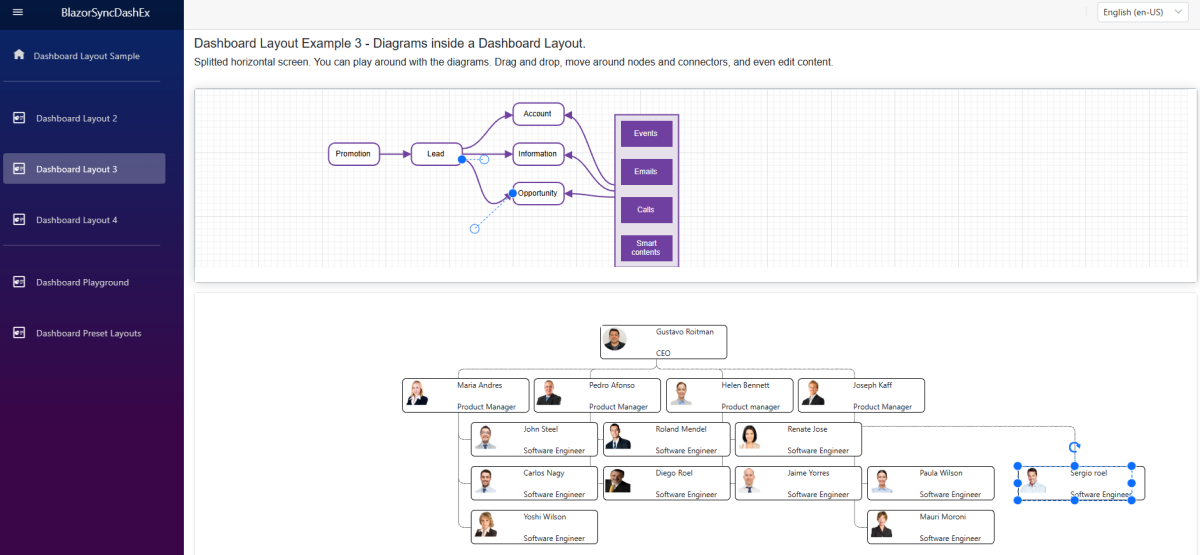 BlazorSyncDashEx
English (en-US)
Dashboard Layout Sample
Dashboard Layout 2
Dashboard Layout 3
Dashboard Layout 4
Dashboard Playground
Dashboard Preset Layouts
Dashboard Layout Example 3 - Diagrams inside a Dashboard Layout.
Splitted horizontal screen. You can play around with the diagrams. Drag and drop, move around nodes and connectors, and even edit content.
Promotion
Lead
Account
Information
Opportunity
Events
Emails
Calls
Smart
contents
Gustavo Roitman
CEO
Maria Andres
Product Manager
Pedro Afonso
Product Manager
Helen Bennett
Product manager
Joseph Kaff
Product Manager
John Steel
Software Engineer
Roland Mendel
Software Engineer
Renate Jose
Software Engineer
Carlos Nagy
Software Engineer
Diego Roel
Software Engineer
Jaime Yorres
Software Engineer
Paula Wilson
Software Engineer
Sergio roel
Software Engineer
Yoshi Wilson
Software Engineer
Mauri Moroni
Software Engineer